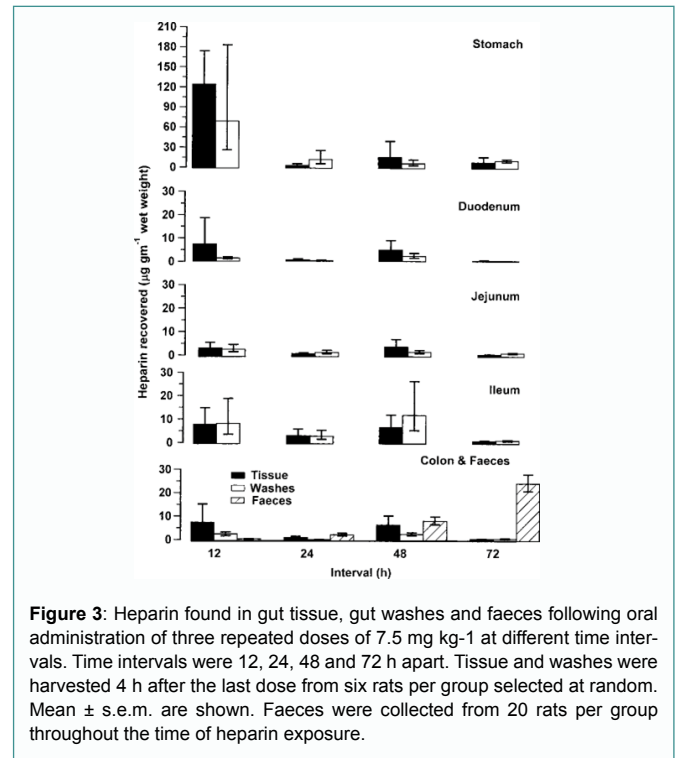 210
180
150
120
90
60
30
0
Stomach
30
20
10
0
Duodenum
30
20
10
0
Jejunum
30
20
10
0
Ileum
Heparin recovered (µg gm-1 wet weight)
Colon & Faeces
30
20
10
0
Tissue
Washes
Faeces
12 24 48 72
Interval (h)
Figure 3: Heparin found in gut tissue, gut washes and faeces following oral
administration of three repeated doses of 7.5 mg kg-1 at different time inter-
vals. Time intervals were 12, 24, 48 and 72 h apart. Tissue and washes were
harvested 4 h after the last dose from six rats per group selected at random.
Mean ± s.e.m. are shown. Faeces were collected from 20 rats per group
throughout the time of heparin exposure.